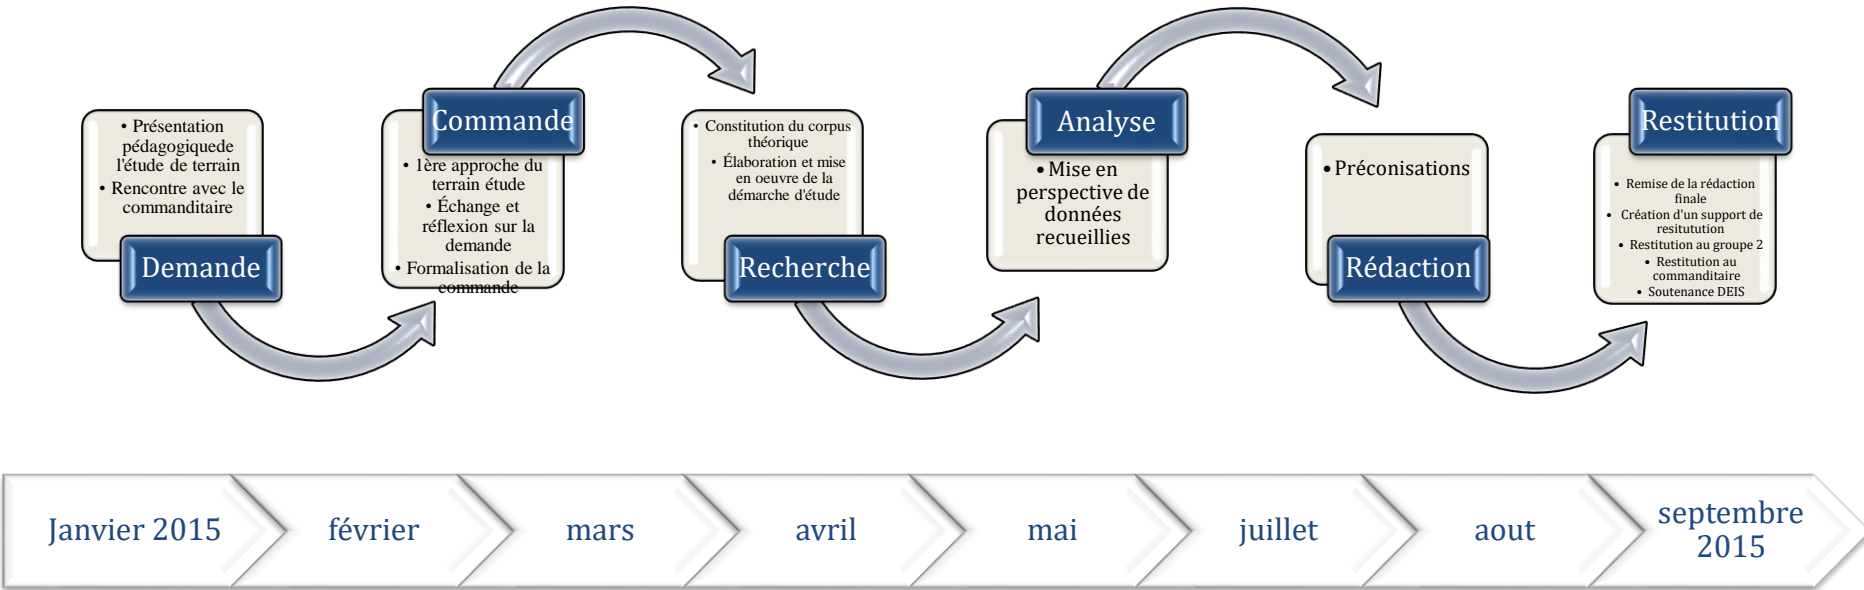 • Présentation
pédagogiquede
l'étude de terrain
• Rencontre avec le
commanditaire
Demande
Commande
• 1ère approche du
terrain étude
• Échange et
réflexion sur la
demande
• Formalisation de la
commande
• Constitution du corpus
théorique
• Élaboration et mise
en oeuvre de la
démarche d'étude
Recherche
Analyse
• Mise en
perspective de
données
recueillies
• Préconisations
Rédaction
Restitution
• Remise de la rédaction
finale
• Création d'un support de
resitutution
• Restitution au groupe 2
• Restitution au
commanditaire
• Soutenance DEIS
Janvier 2015
février
mars
avril
mai
juillet
aout
septembre
2015